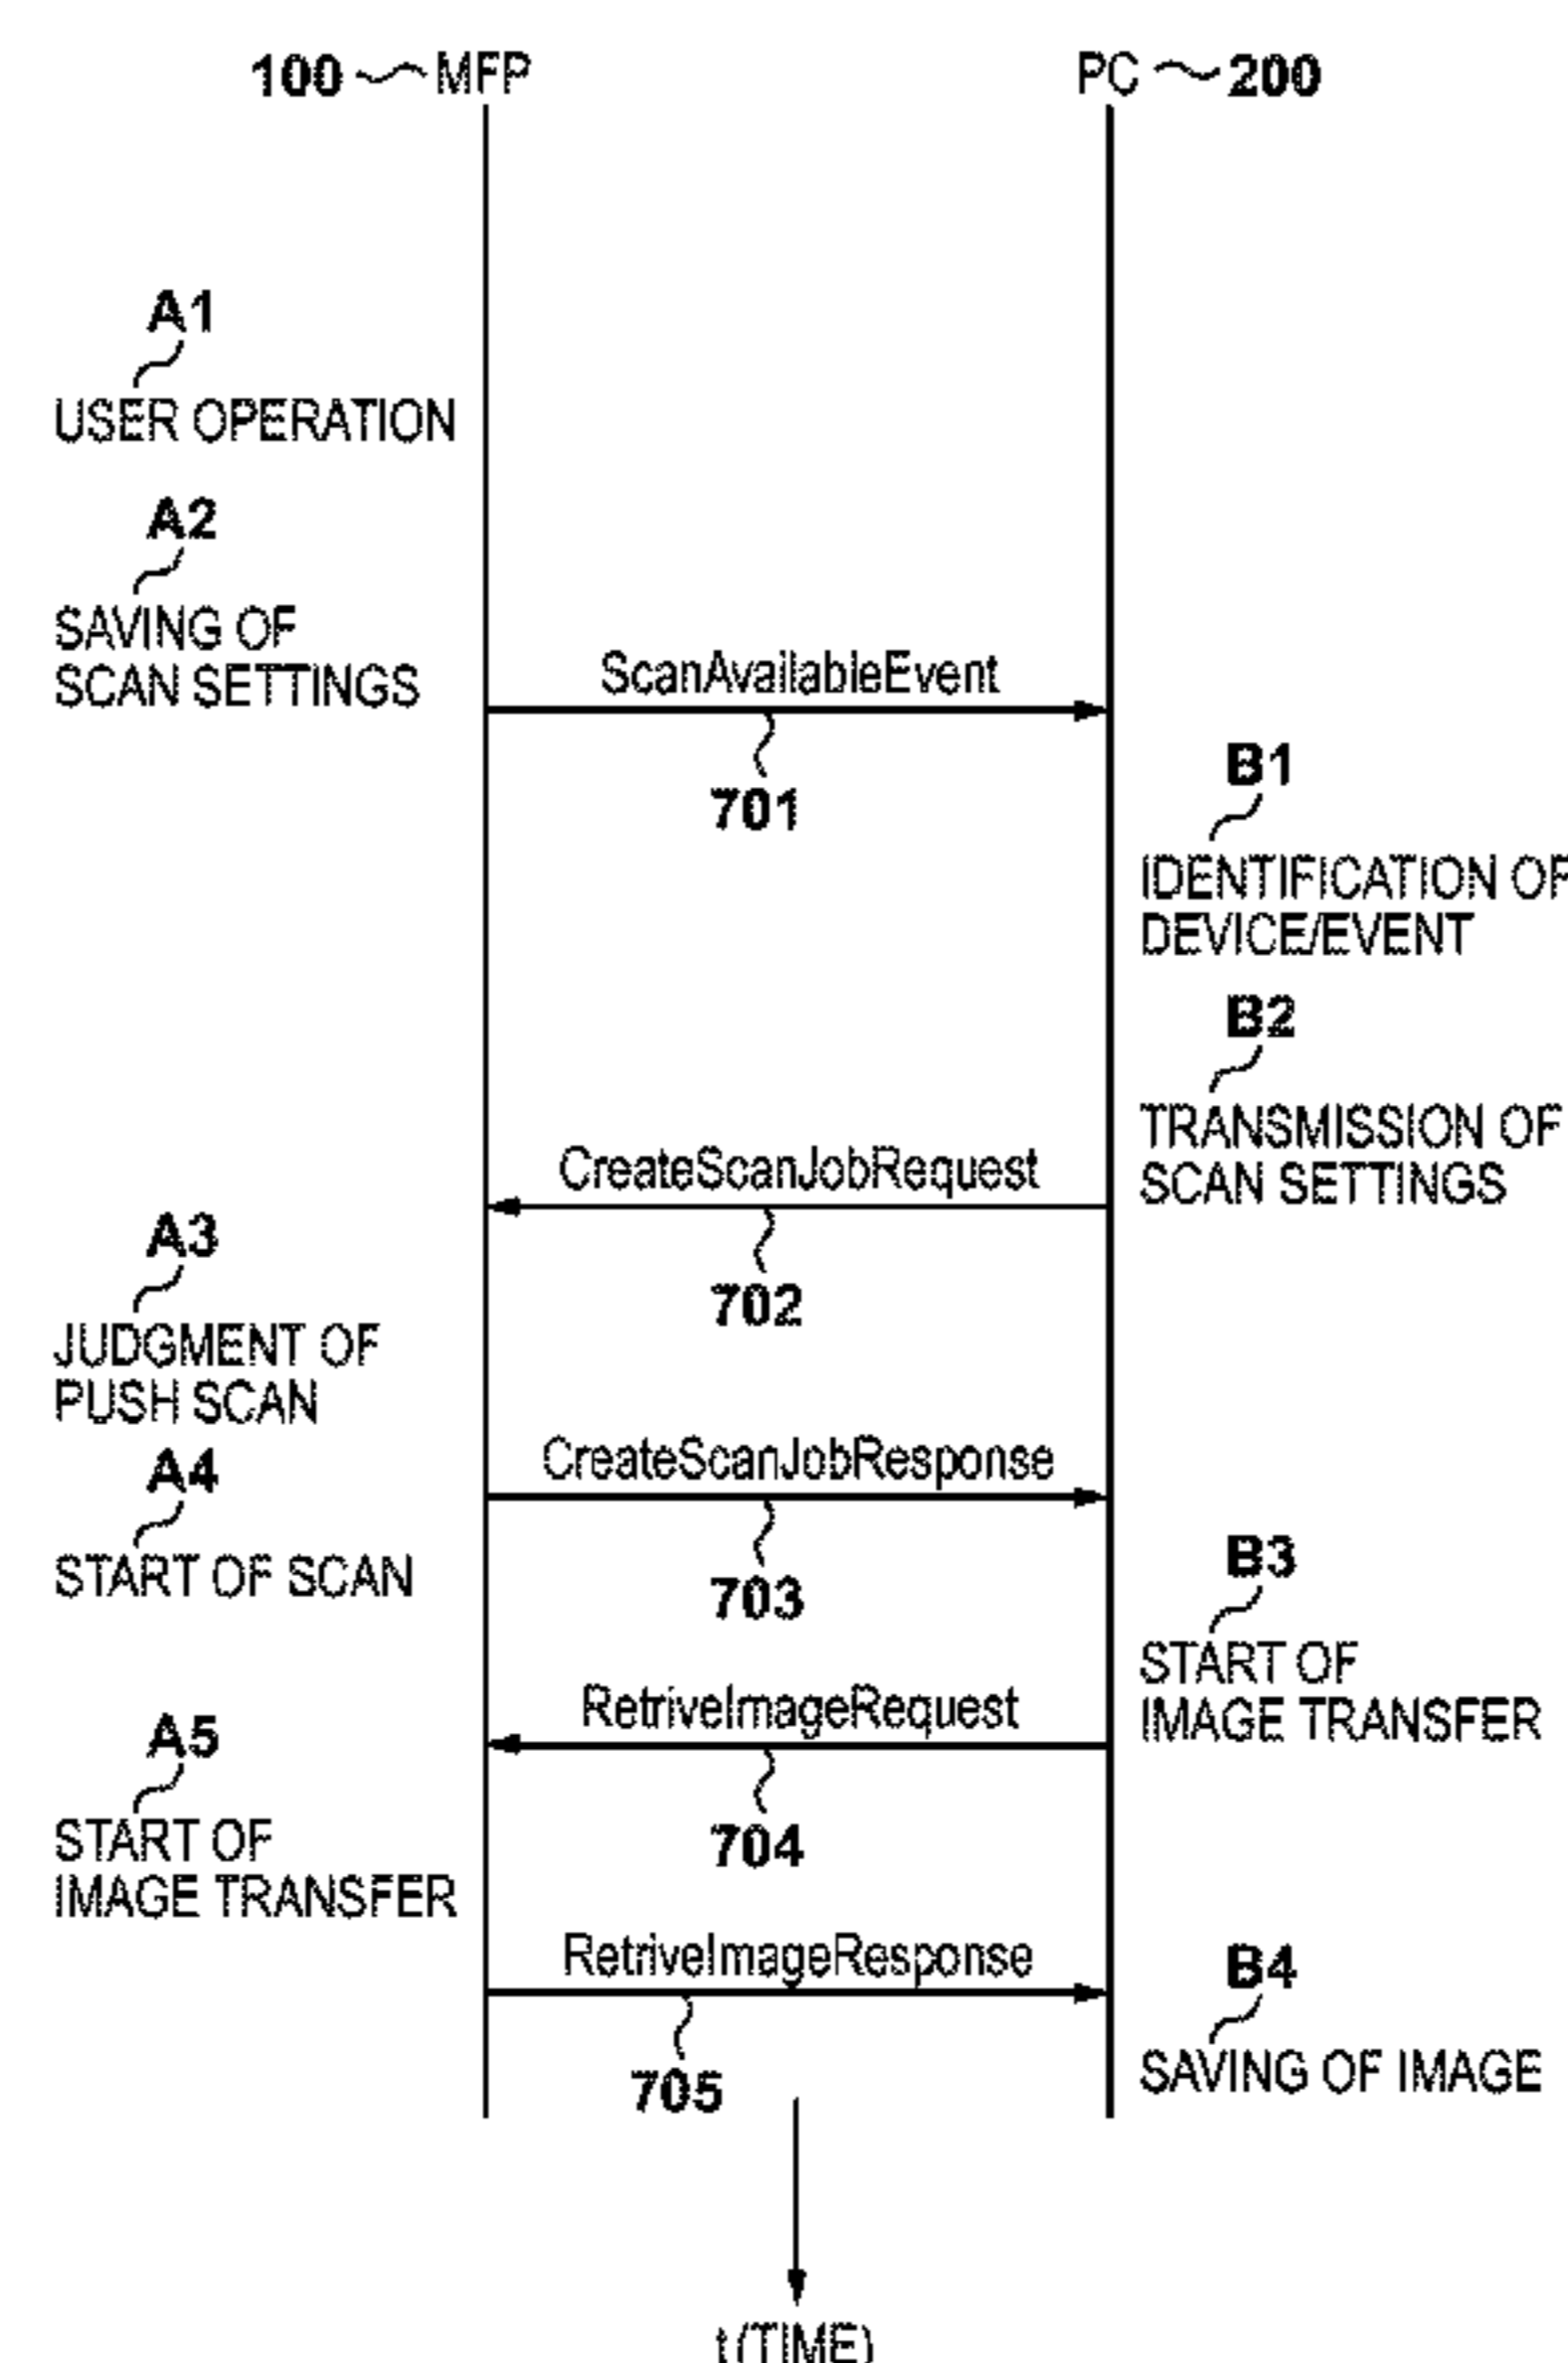 100 MFP PC 200
A1
USER OPERATION
A2
SAVING OF
SCAN SETTINGS
ScanAvailableEvent
701
B1
IDENTIFICATION OF
DEVICE/EVENT
B2
TRANSMISSION OF
SCAN SETTINGS
CreateScanJobRequest
702
A3
JUDGMENT OF
PUSH SCAN
CreateScanJobResponse
703
A4
START OF SCAN
B3
START OF
IMAGE TRANSFER
RetriveImageRequest
704
A5
START OF
IMAGE TRANSFER
RetriveImageResponse
705
B4
SAVING OF IMAGE
t (TIME)